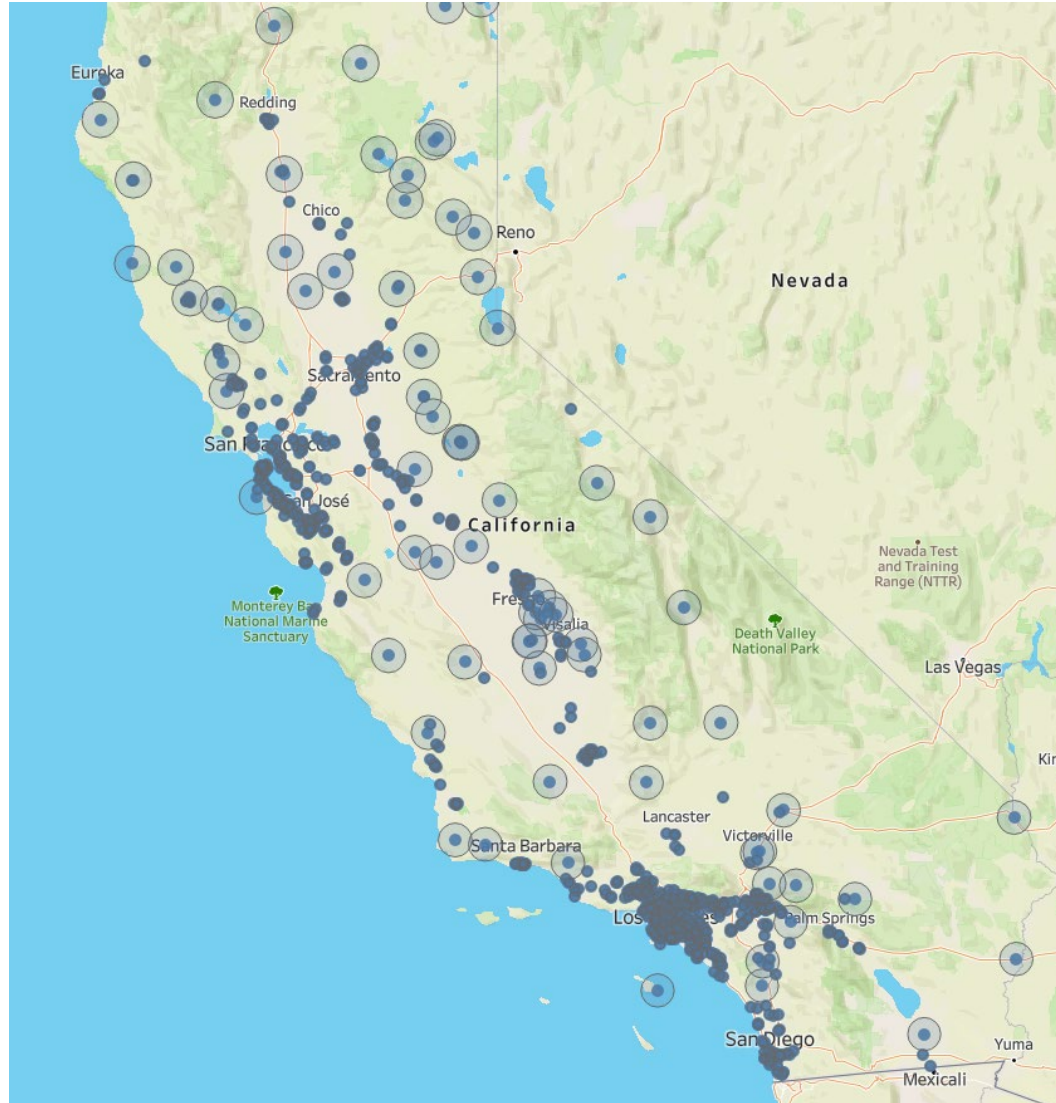 Eureka
Redding
Chico
Reno
Nevada
Sacramento
San Francisco
San José
California
Nevada Test
and Training
Range (NTTR)
Monterey Bay
National Marine
Sanctuary
Fresno
Visalia
Death Valley
National Park
Las Vegas
Kin
Lancaster
Victorville
Santa Barbara
Los Angeles
Palm Springs
San Diego
Yuma
Mexicali